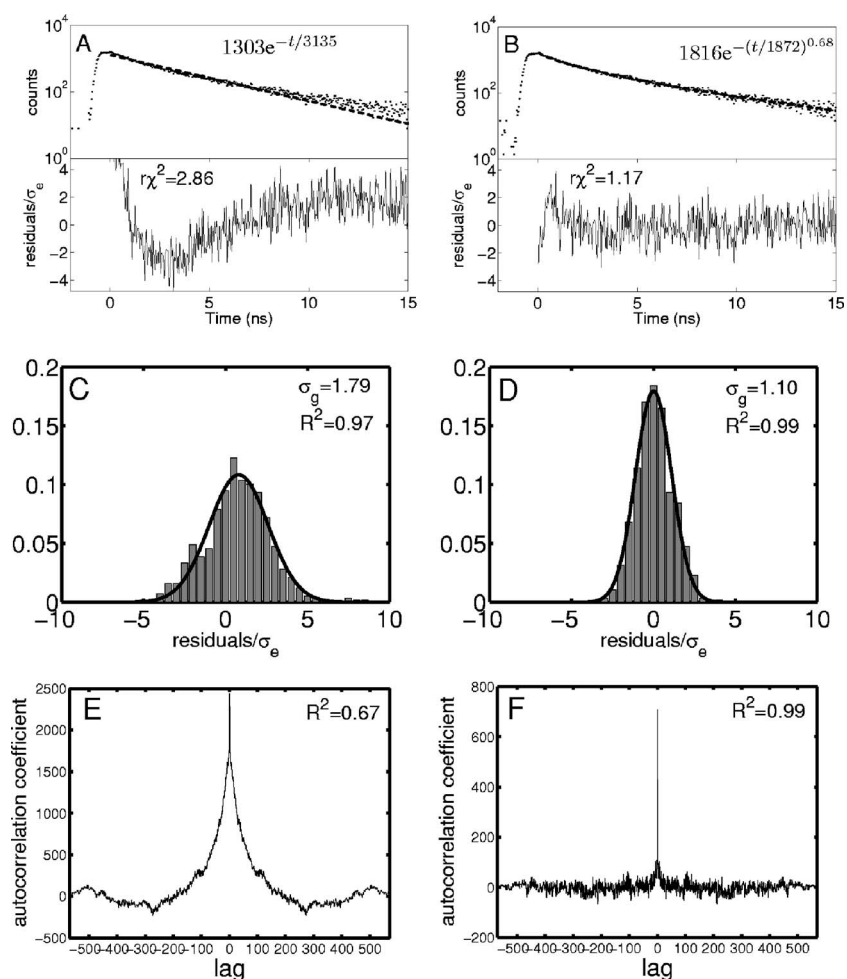 A
1303e^{-t/3135}
10^4
10^2
10^0
counts
rχ^2=2.86
4
2
0
−2
−4
residuals/σ_e
0 5 10 15
Time (ns)
B
1816e^{-(t/1872)^{0.68}}
10^4
10^2
10^0
counts
rχ^2=1.17
4
2
0
−2
−4
residuals/σ_e
0 5 10 15
Time (ns)
C
σ_g=1.79
R^2=0.97
0.2
0.15
0.1
0.05
0
−10 −5 0 5 10
residuals/σ_e
D
σ_g=1.10
R^2=0.99
0.2
0.15
0.1
0.05
0
−10 −5 0 5 10
residuals/σ_e
E
R^2=0.67
2500
2000
1500
1000
500
0
−500
autocorrelation coefficient
−500−400−300−200−100 0 100 200 300 400 500
lag
F
R^2=0.99
800
600
400
200
0
−200
autocorrelation coefficient
−500−400−300−200−100 0 100 200 300 400 500
lag